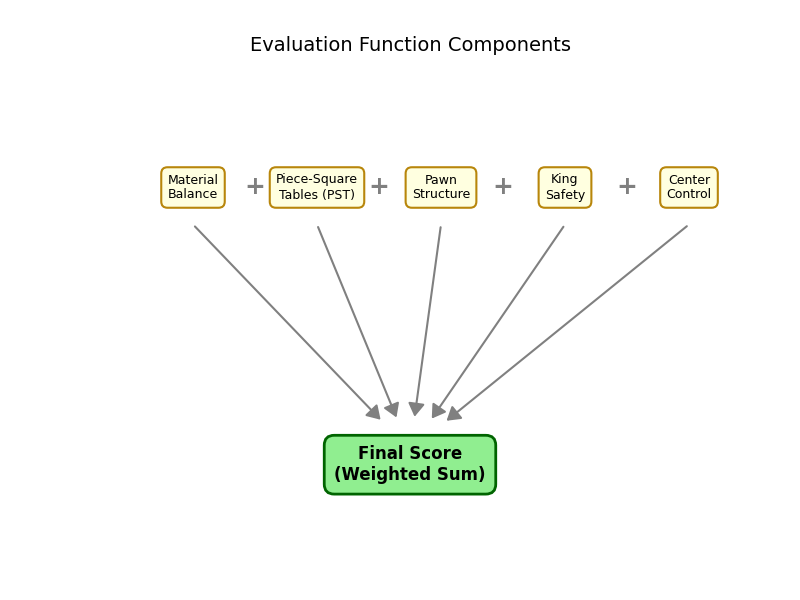 Evaluation Function Components
Material
Balance
+
Piece-Square
Tables (PST)
+
Pawn
Structure
+
King
Safety
+
Center
Control
Final Score
(Weighted Sum)